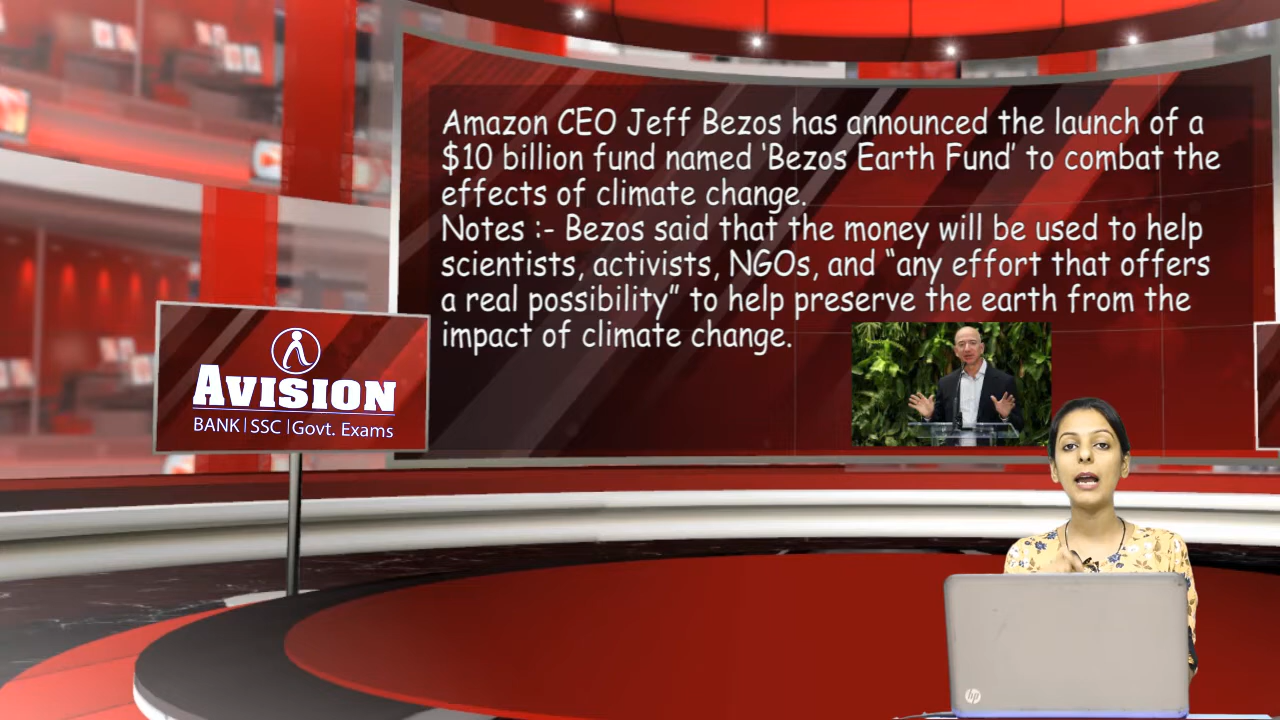 Amazon CEO Jeff Bezos has announced the launch of a
$10 billion fund named ‘Bezos Earth Fund’ to combat the
effects of climate change.
Notes :- Bezos said that the money will be used to help
scientists, activists, NGOs, and “any effort that offers
a real possibility” to help preserve the earth from the
impact of climate change.
AVISION
BANK | SSC | Govt. Exams
hp